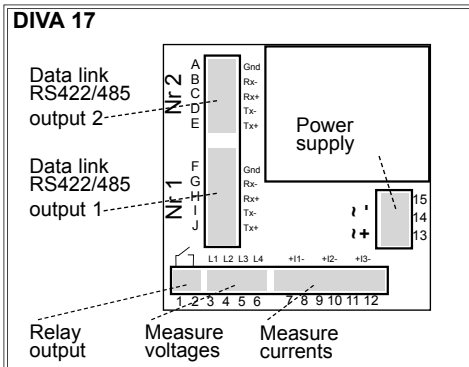 DIVA 17
Data link
RS422/485
output 2
Nr 2
A Gnd
B Rx-
C Rx+
D Tx-
E Tx+
Data link
RS422/485
output 1
Nr 1
F Gnd
G Rx-
H Rx+
I Tx-
J Tx+
Power
supply
15
~ - 14
~ + 13
L1 L2 L3 L4 +I1- +I2- +I3-
1 2 3 4 5 6 7 8 9 10 11 12
Relay
output
Measure
voltages
Measure
currents